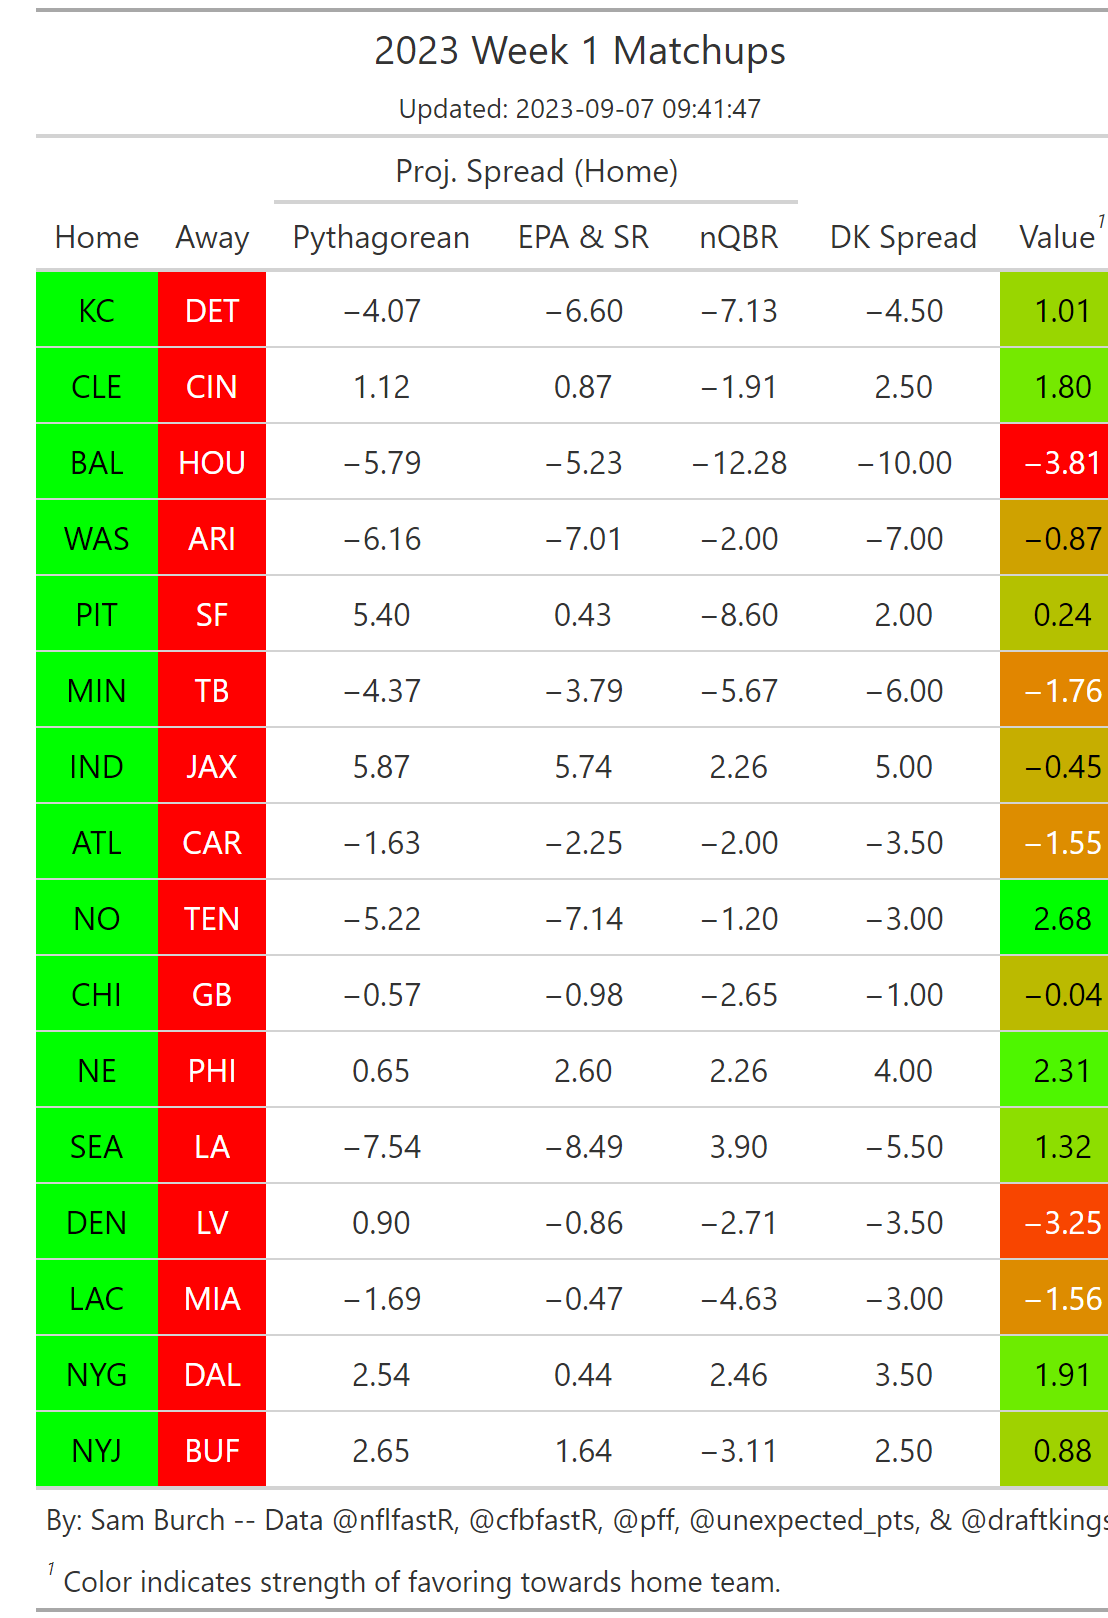 2023 Week 1 Matchups
Updated: 2023-09-07 09:41:47
Proj. Spread (Home)
Home Away Pythagorean EPA & SR nQBR DK Spread Value1
KC DET −4.07 −6.60 −7.13 −4.50 1.01
CLE CIN 1.12 0.87 −1.91 2.50 1.80
BAL HOU −5.79 −5.23 −12.28 −10.00 −3.81
WAS ARI −6.16 −7.01 −2.00 −7.00 −0.87
PIT SF 5.40 0.43 −8.60 2.00 0.24
MIN TB −4.37 −3.79 −5.67 −6.00 −1.76
IND JAX 5.87 5.74 2.26 5.00 −0.45
ATL CAR −1.63 −2.25 −2.00 −3.50 −1.55
NO TEN −5.22 −7.14 −1.20 −3.00 2.68
CHI GB −0.57 −0.98 −2.65 −1.00 −0.04
NE PHI 0.65 2.60 2.26 4.00 2.31
SEA LA −7.54 −8.49 3.90 −5.50 1.32
DEN LV 0.90 −0.86 −2.71 −3.50 −3.25
LAC MIA −1.69 −0.47 −4.63 −3.00 −1.56
NYG DAL 2.54 0.44 2.46 3.50 1.91
NYJ BUF 2.65 1.64 −3.11 2.50 0.88
By: Sam Burch -- Data @nflfastR, @cfbfastR, @pff, @unexpected_pts, & @draftkings
1 Color indicates strength of favoring towards home team.